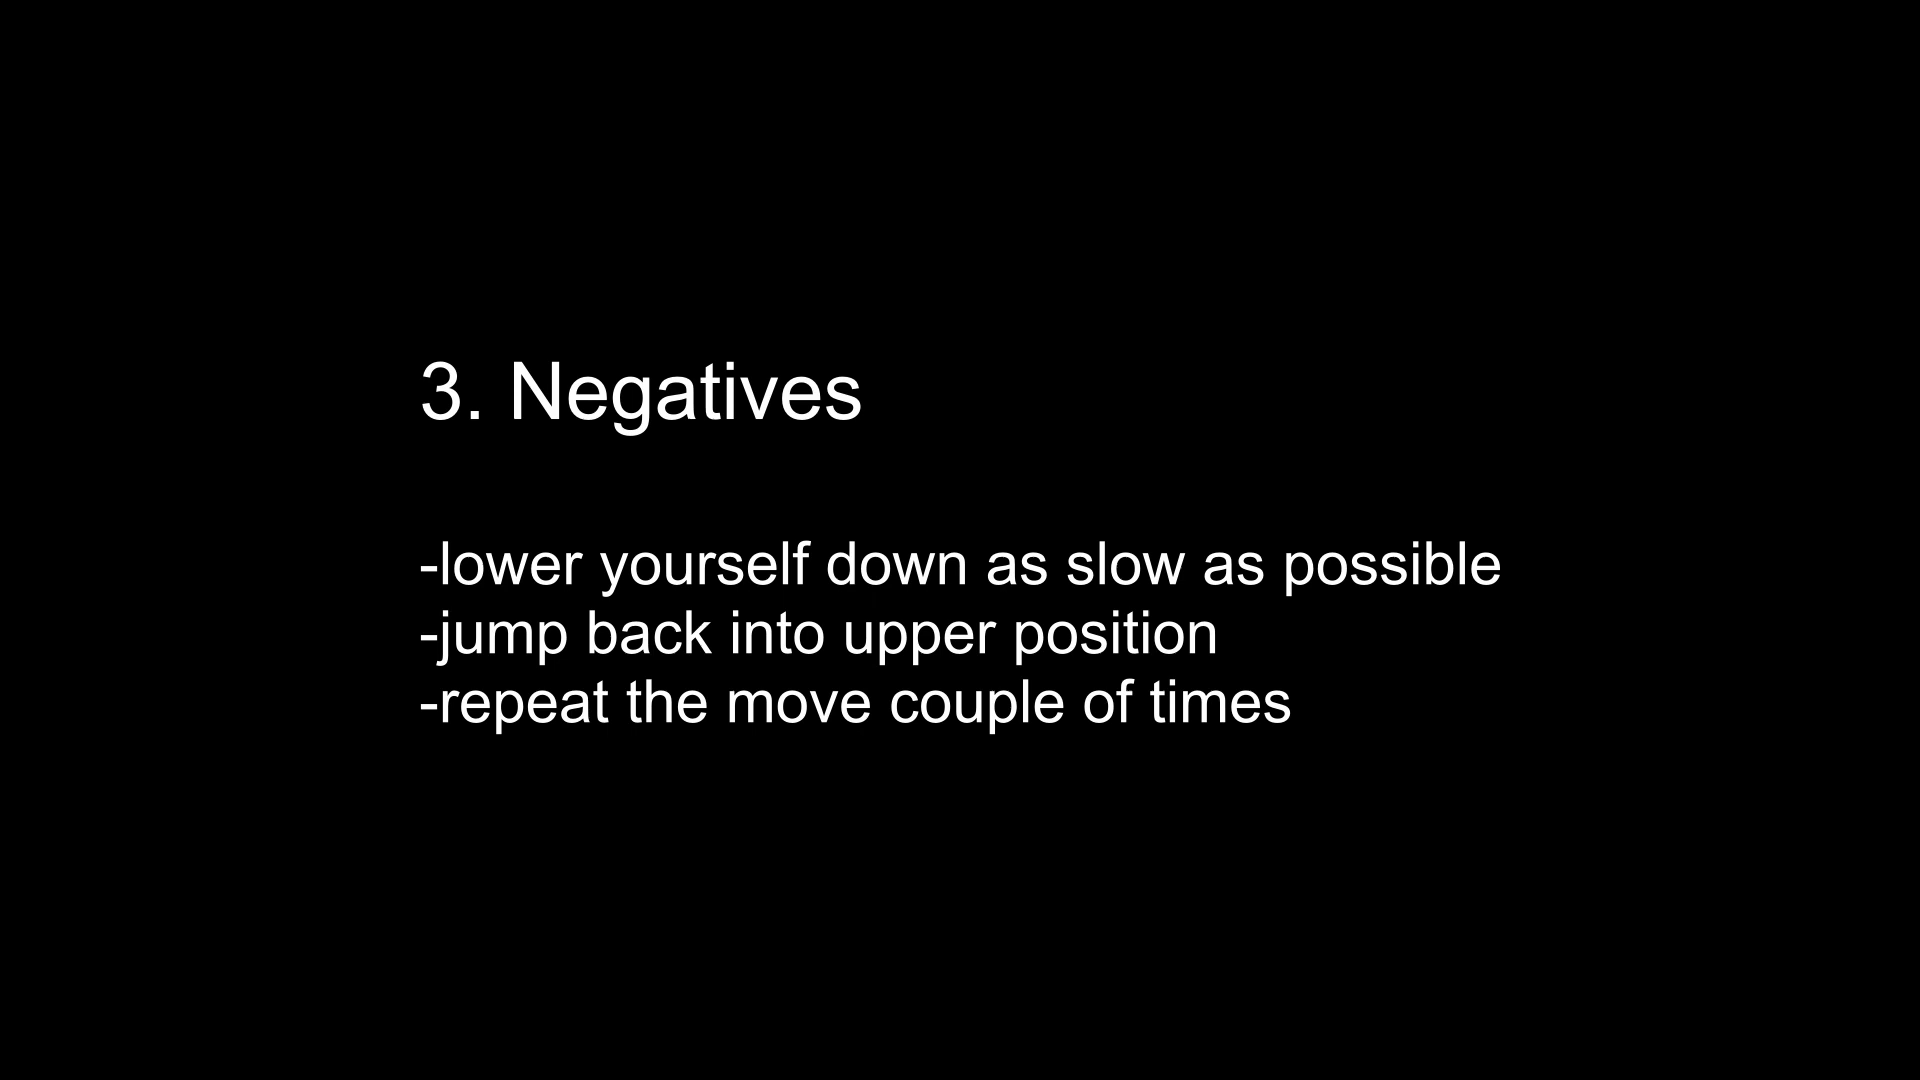 3. Negatives
-lower yourself down as slow as possible
-jump back into upper position
-repeat the move couple of times